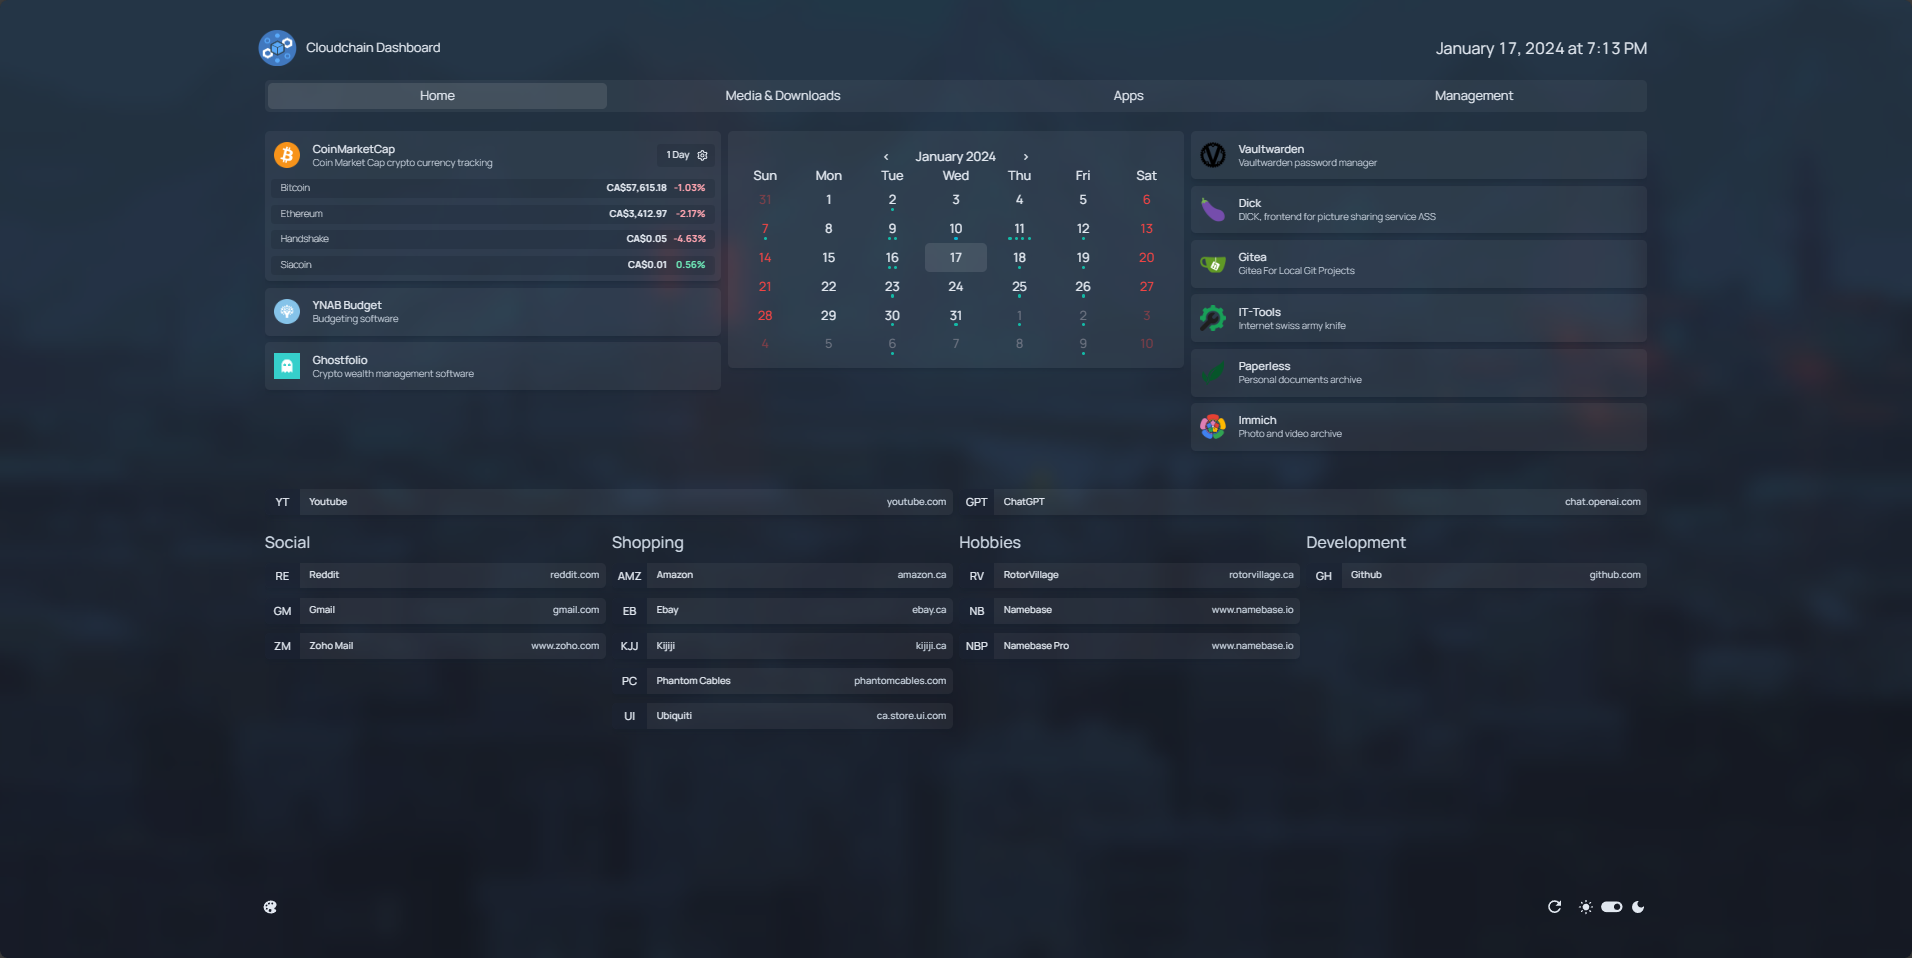 Cloudchain Dashboard
January 17, 2024 at 7:13 PM
Home
Media & Downloads
Apps
Management
CoinMarketCap
Coin Market Cap crypto currency tracking
1 Day
Bitcoin CA$57,615.18 -1.03%
Ethereum CA$3,412.97 -2.17%
Handshake CA$0.05 -4.63%
Siacoin CA$0.01 0.56%
YNAB Budget
Budgeting software
Ghostfolio
Crypto wealth management software
‹ January 2024 ›
Sun Mon Tue Wed Thu Fri Sat
31 1 2 3 4 5 6
7 8 9 10 11 12 13
14 15 16 17 18 19 20
21 22 23 24 25 26 27
28 29 30 31 1 2 3
4 5 6 7 8 9 10
Vaultwarden
Vaultwarden password manager
Dick
DICK, frontend for picture sharing service ASS
Gitea
Gitea For Local Git Projects
IT-Tools
Internet swiss army knife
Paperless
Personal documents archive
Immich
Photo and video archive
YT Youtube youtube.com
GPT ChatGPT chat.openai.com
Social
RE Reddit reddit.com
GM Gmail gmail.com
ZM Zoho Mail www.zoho.com
Shopping
AMZ Amazon amazon.ca
EB Ebay ebay.ca
KJJ Kijiji kijiji.ca
PC Phantom Cables phantomcables.com
UI Ubiquiti ca.store.ui.com
Hobbies
RV RotorVillage rotorvillage.ca
NB Namebase www.namebase.io
NBP Namebase Pro www.namebase.io
Development
GH Github github.com